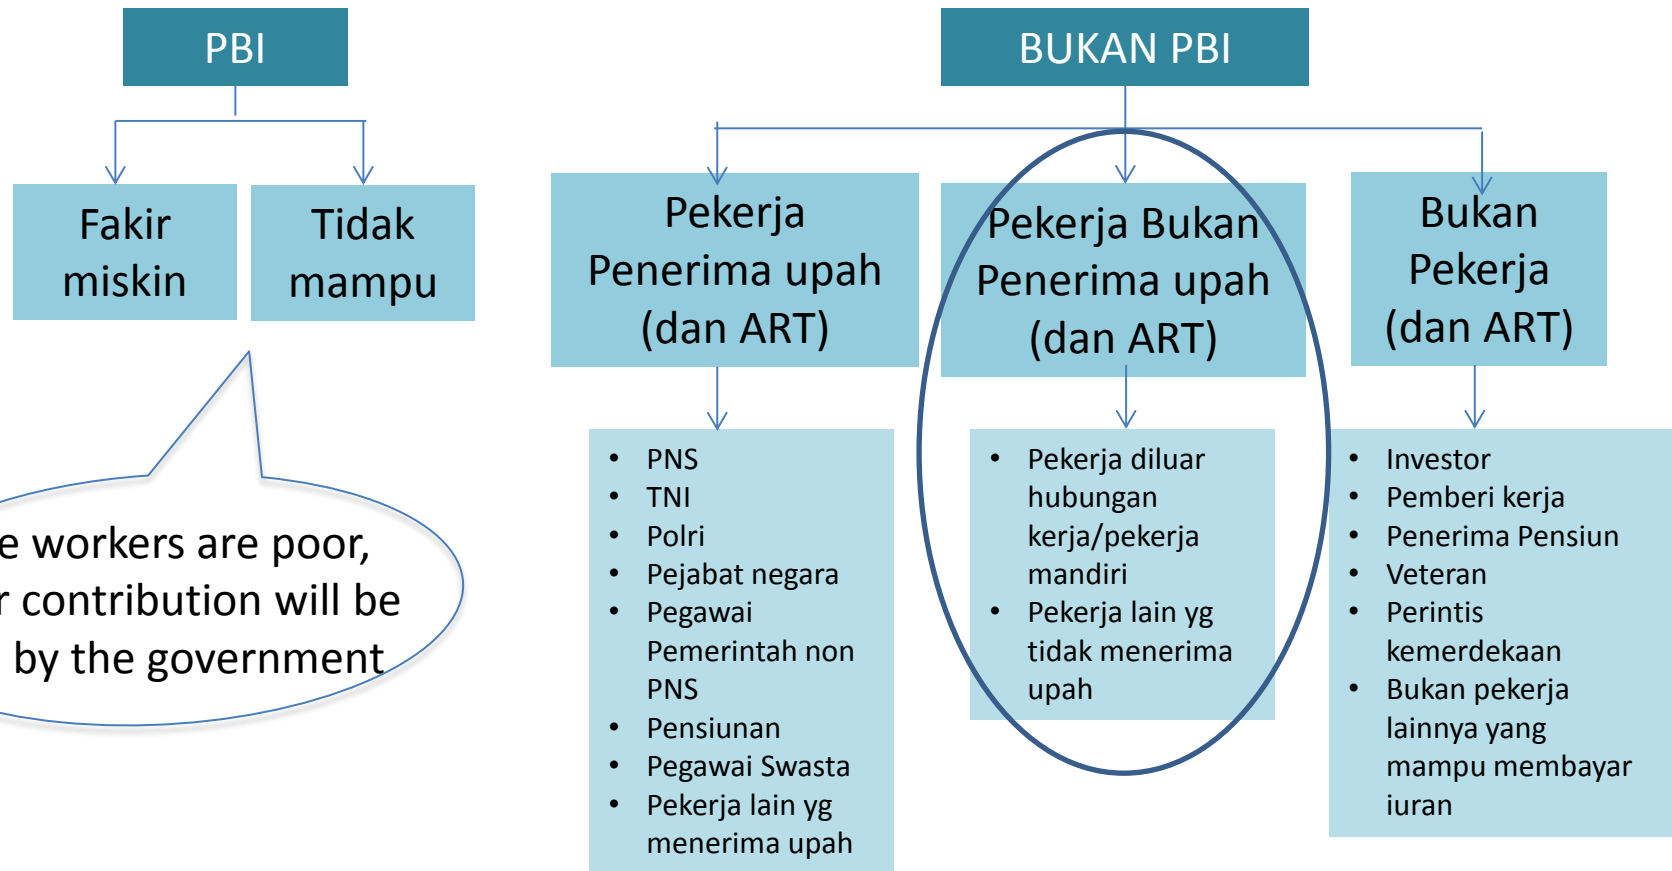 PBI
Fakir
miskin
Tidak
mampu
workers are poor,
contribution will be
by the government
BUKAN PBI
Pekerja
Penerima upah
(dan ART)
• PNS
• TNI
• Polri
• Pejabat negara
• Pegawai
Pemerintah non
PNS
• Pensiunan
• Pegawai Swasta
• Pekerja lain yg
menerima upah
Pekerja Bukan
Penerima upah
(dan ART)
• Pekerja diluar
hubungan
kerja/pekerja
mandiri
• Pekerja lain yg
tidak menerima
upah
Bukan
Pekerja
(dan ART)
• Investor
• Pemberi kerja
• Penerima Pensiun
• Veteran
• Perintis
kemerdekaan
• Bukan pekerja
lainnya yang
mampu membayar
iuran